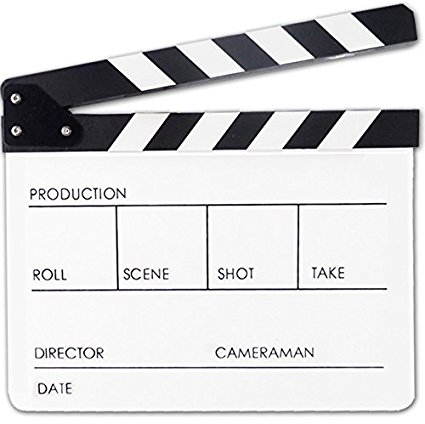 PRODUCTION
ROLL SCENE SHOT TAKE
DIRECTOR CAMERAMAN
DATE